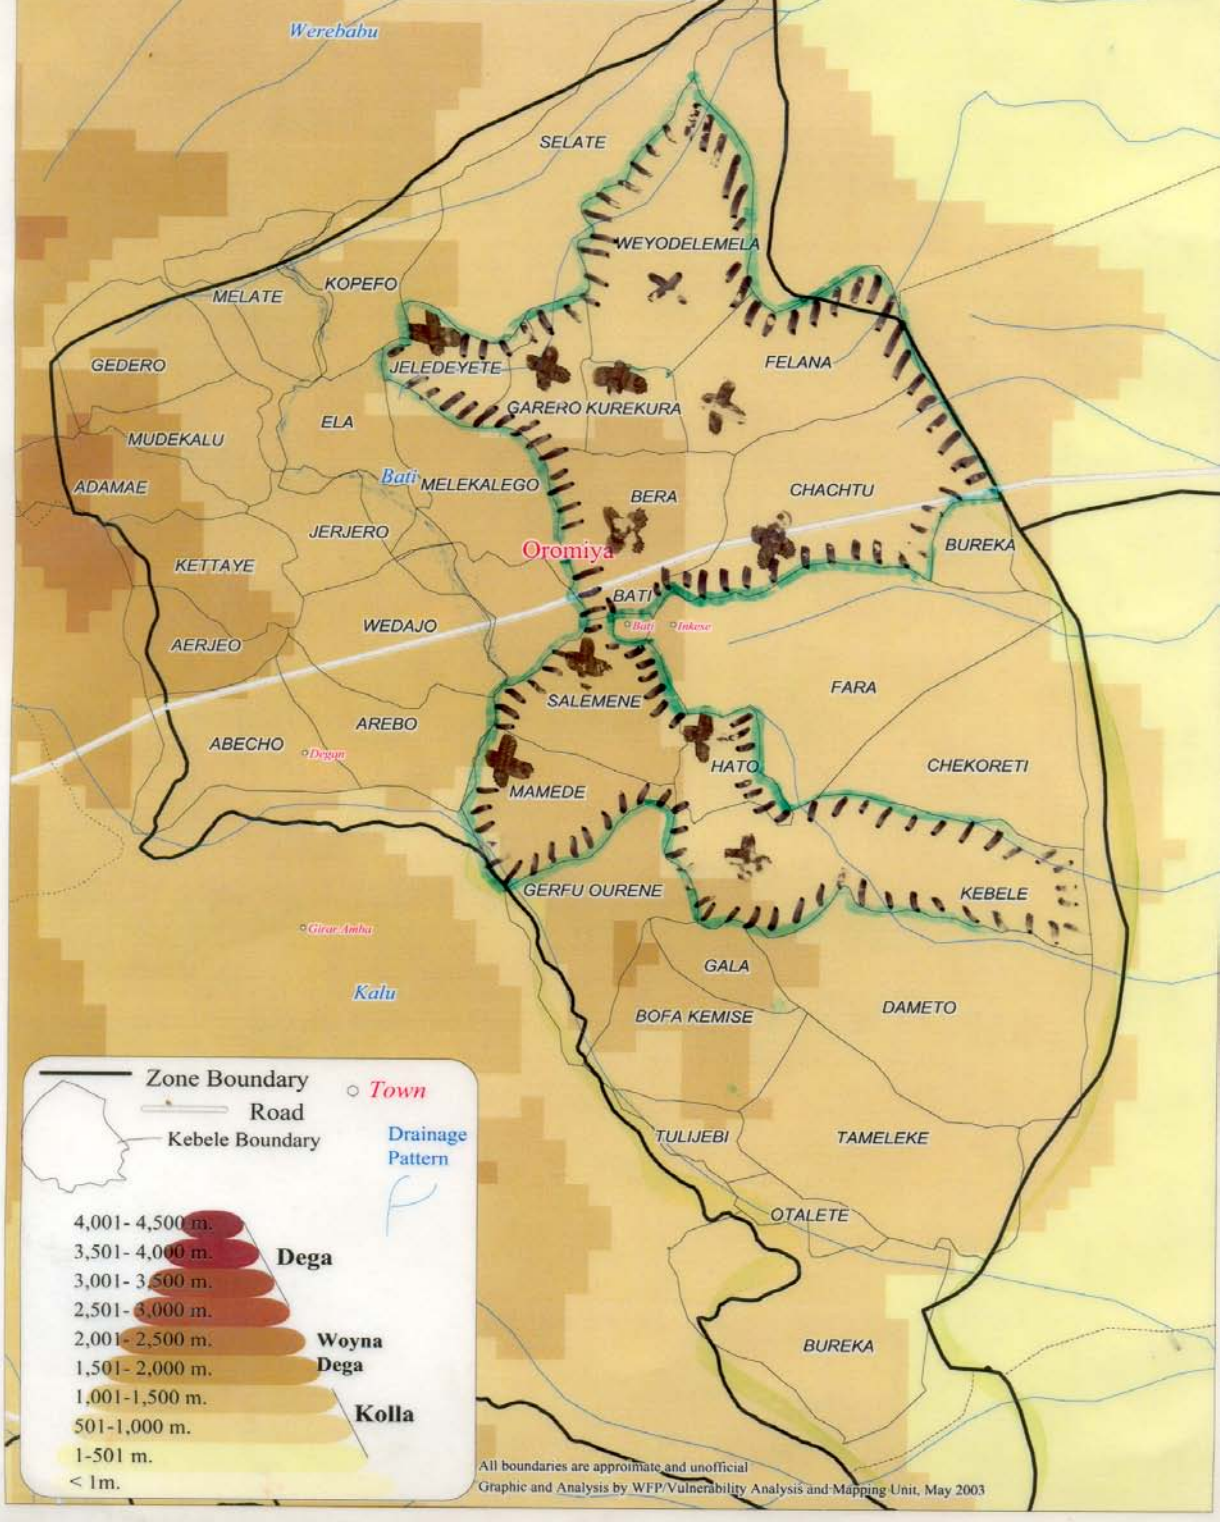 Werebabu
SELATE
WEYODELEMELA
KOPEFO
MELATE
GEDERO
JELEDEYETE
FELANA
GARERO KUREKURA
ELA
MUDEKALU
Bati
MELEKALEGO
ADAMAE
BERA
CHACHTU
JERJERO
BUREKA
Oromiya
KETTAYE
BATI
WEDAJO
Bati
Inkese
AERJEO
FARA
SALEMENE
AREBO
ABECHO
Degan
HATO
CHEKORETI
MAMEDE
GERFU OURENE
KEBELE
Girar Amba
GALA
Kalu
DAMETO
BOFA KEMISE
TULIJEBI
TAMELEKE
OTALETE
BUREKA
Zone Boundary
Town
Road
Kebele Boundary
Drainage
Pattern
4,001- 4,500 m.
3,501- 4,000 m.
Dega
3,001- 3,500 m.
2,501- 3,000 m.
2,001- 2,500 m.
Woyna
Dega
1,501- 2,000 m.
1,001-1,500 m.
Kolla
501-1,000 m.
1-501 m.
< 1m.
All boundaries are approimate and unofficial
Graphic and Analysis by WFP/Vulnerability Analysis and Mapping Unit, May 2003